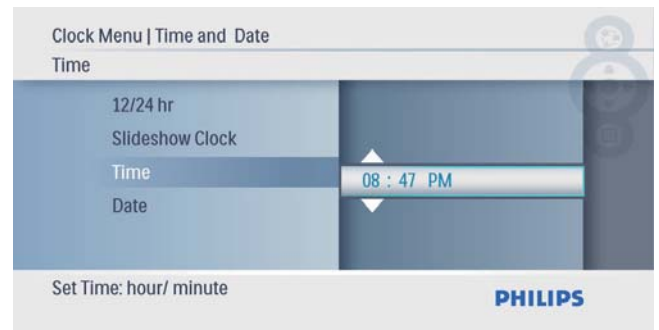 Clock Menu | Time and Date
Time
12/24 hr
Slideshow Clock
Time
08 : 47 PM
Date
Set Time: hour/ minute
PHILIPS